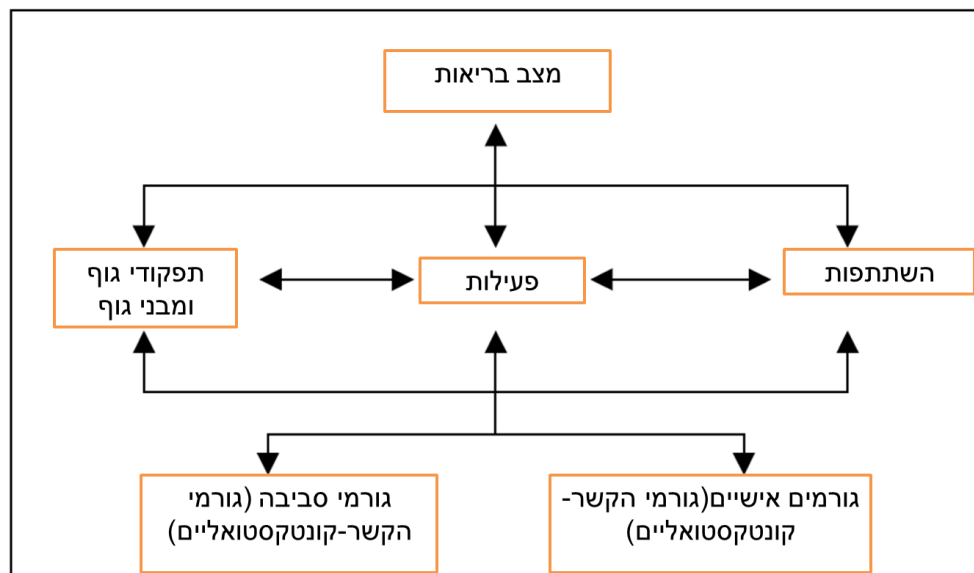 מצב בריאות
השתתפות
פעילות
תפקודי גוף
ומבני גוף
גורמים אישיים(גורמי הקשר-
קונטקסטואליים)
גורמי סביבה (גורמי
הקשר-קונטקסטואליים)